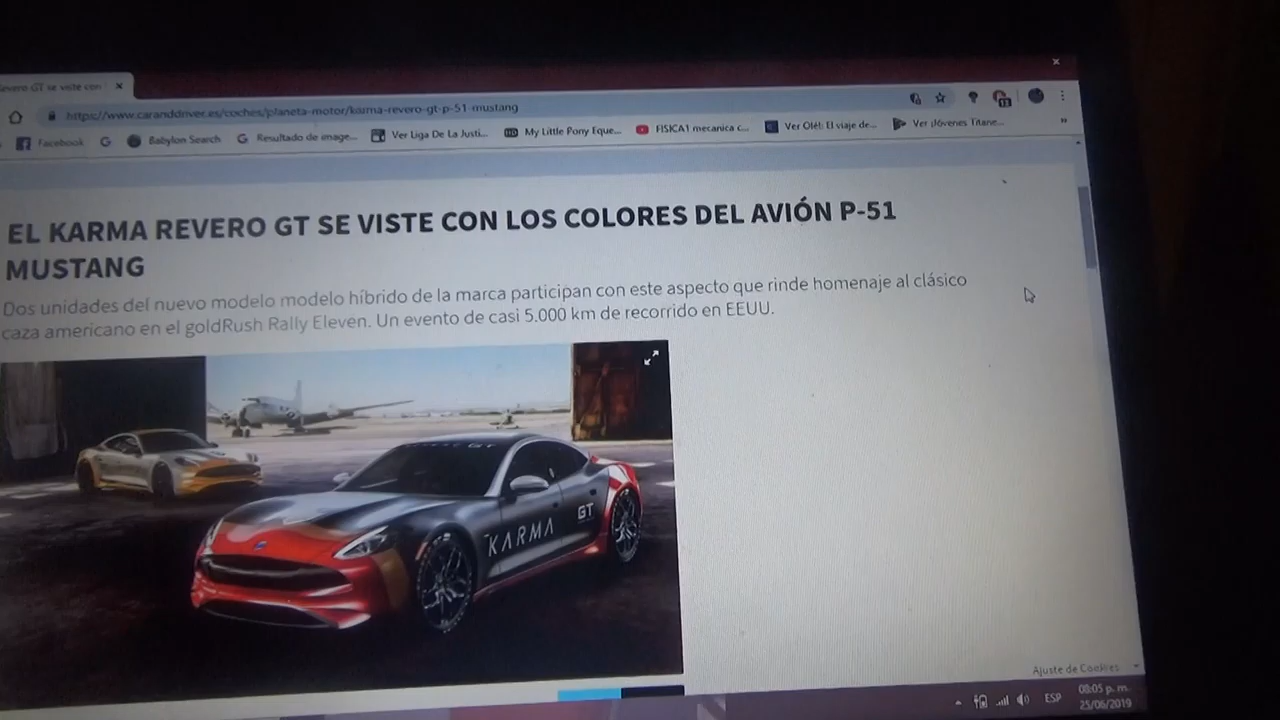 evero GT se viste con
https://www.caranddriver.es/coches/planeta-motor/karma-revero-gt-p-51-mustang
Facebook
Babylon Search
Resultado de image...
Ver Liga De La Justi...
My Little Pony Eque...
FISICA1 mecanica c...
Ver Olé!: El viaje de...
Ver Jóvenes Titane...
EL KARMA REVERO GT SE VISTE CON LOS COLORES DEL AVIÓN P-51
MUSTANG
Dos unidades del nuevo modelo modelo híbrido de la marca participan con este aspecto que rinde homenaje al clásico
caza americano en el goldRush Rally Eleven. Un evento de casi 5.000 km de recorrido en EEUU.
KARMA
GT
Ajuste de Cookies
ESP
08:05 p. m.
25/06/2019